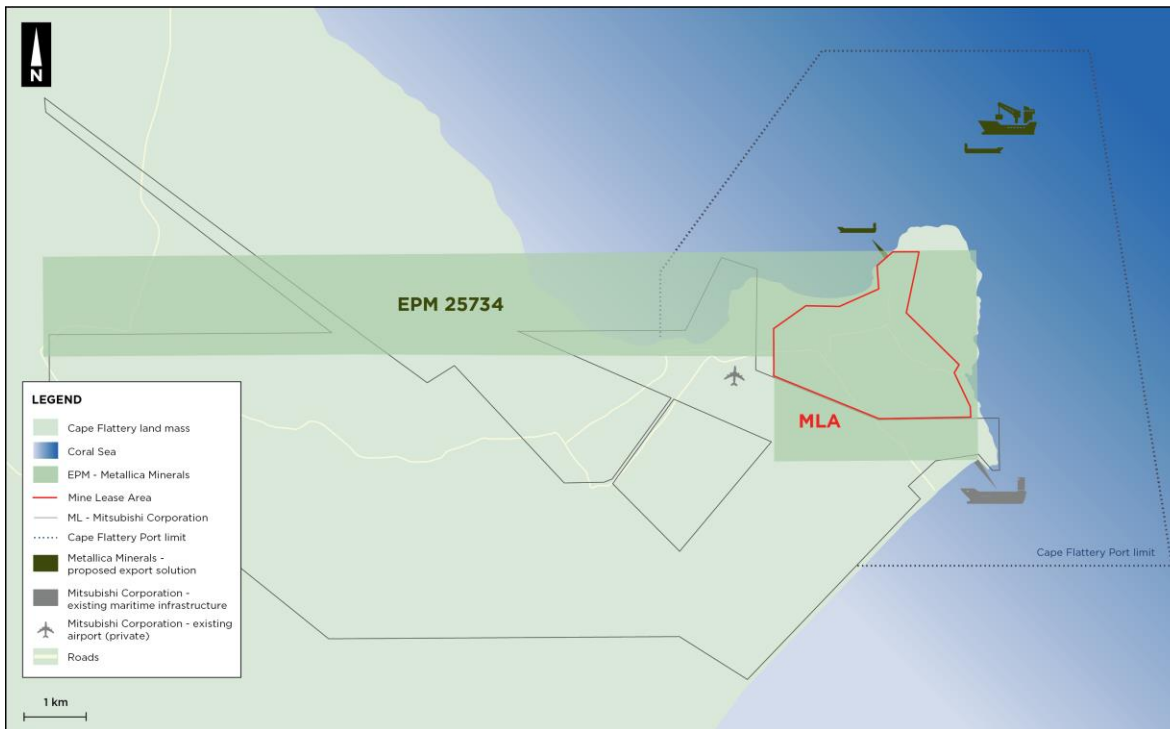 N
EPM 25734
MLA
LEGEND
Cape Flattery land mass
Coral Sea
EPM - Metallica Minerals
Mine Lease Area
ML - Mitsubishi Corporation
Cape Flattery Port limit
Metallica Minerals -
proposed export solution
Mitsubishi Corporation -
existing maritime infrastructure
Mitsubishi Corporation - existing
airport (private)
Roads
1 km
Cape Flattery Port limit